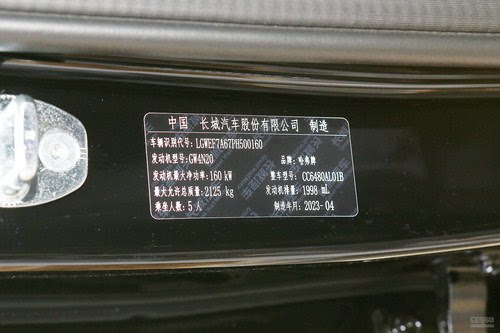 中国 长城汽车股份有限公司 制造
车辆识别代号: LGWEF7A67PH500160
发动机型号: GW4N20 品牌: 哈弗牌
发动机最大净功率: 160 kW 整车型号: CC6480AL01B
最大允许总质量: 2125 kg 发动机排量: 1998 mL
乘坐人数: 5 人 制造年月: 2023-04